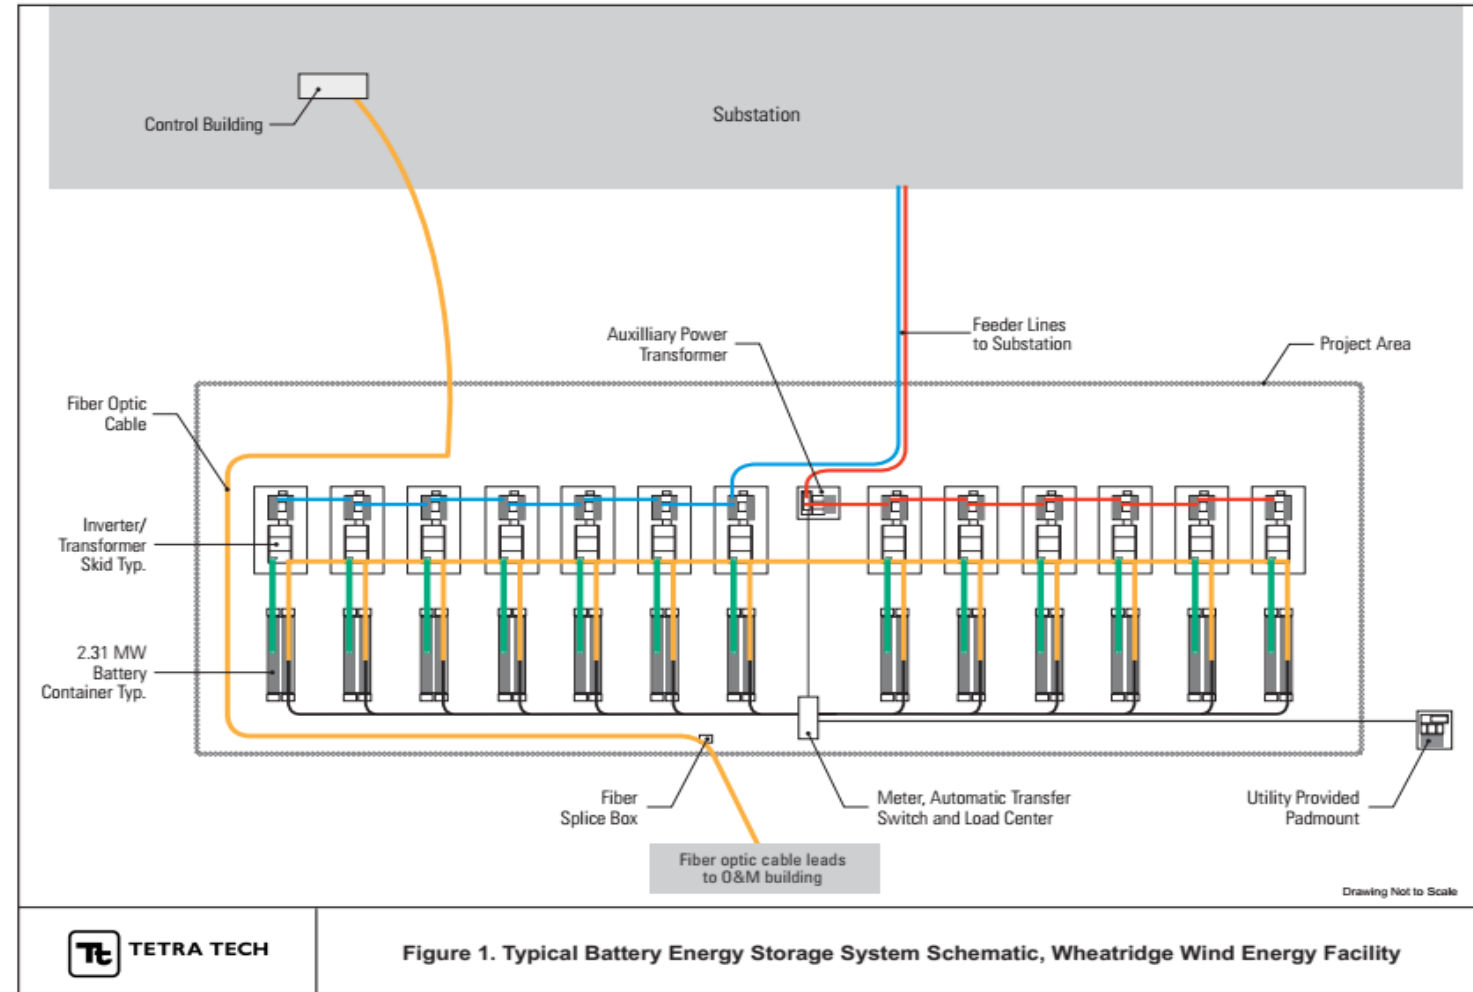 Substation
Control Building
Auxilliary Power
Transformer
Feeder Lines
to Substation
Project Area
Fiber Optic
Cable
Inverter/
Transformer
Skid Typ.
2.31 MW
Battery
Container Typ.
Fiber
Splice Box
Meter, Automatic Transfer
Switch and Load Center
Utility Provided
Padmount
Fiber optic cable leads
to O&M building
Drawing Not to Scale
Tt TETRA TECH
Figure 1. Typical Battery Energy Storage System Schematic, Wheatridge Wind Energy Facility